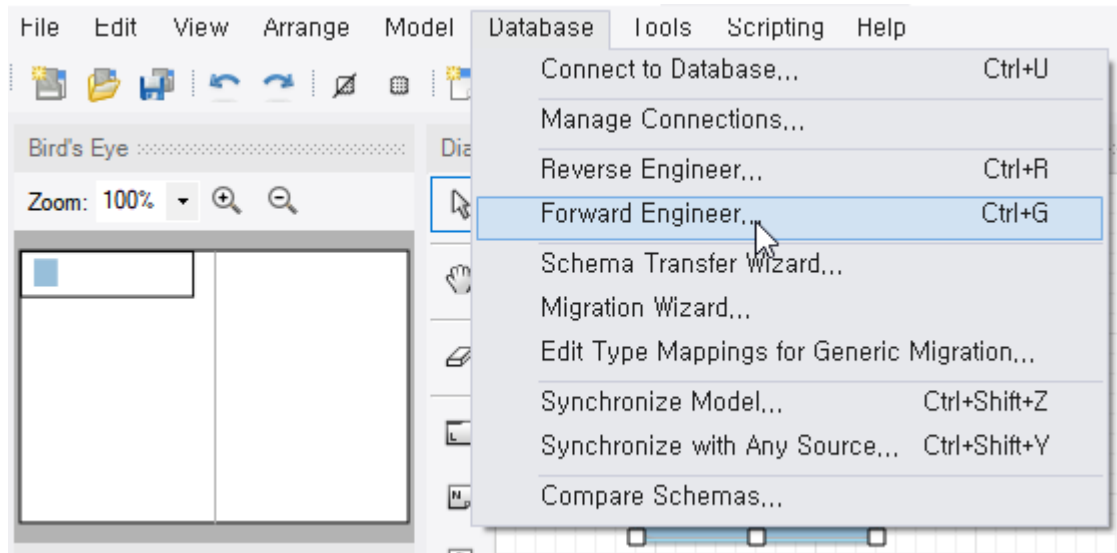 File Edit View Arrange Model Database Tools Scripting Help
Connect to Database... Ctrl+U
Manage Connections...
Bird's Eye
Reverse Engineer... Ctrl+R
Zoom: 100%
Forward Engineer... Ctrl+G
Schema Transfer Wizard...
Migration Wizard...
Edit Type Mappings for Generic Migration...
Synchronize Model... Ctrl+Shift+Z
Synchronize with Any Source... Ctrl+Shift+Y
Compare Schemas...